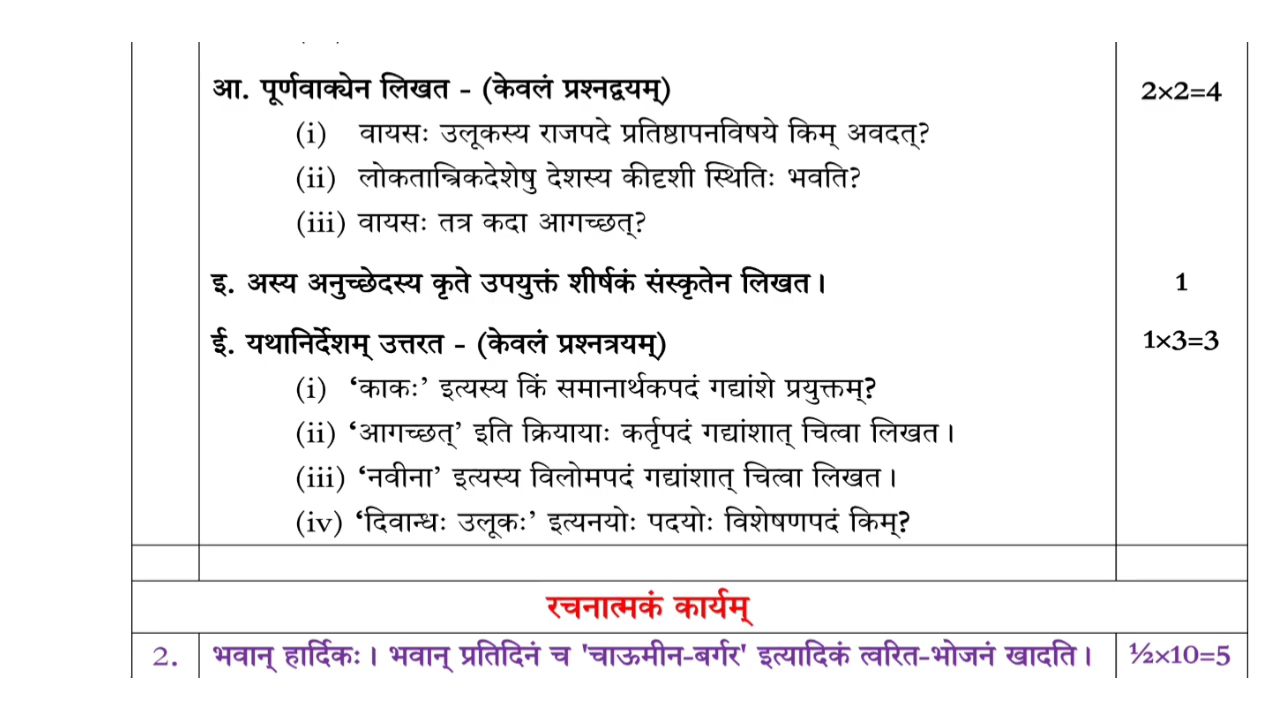 आ. पूर्णवाक्येन लिखत - (केवलं प्रश्नद्वयम्) 2×2=4
(i) वायसः उलूकस्य राजपदे प्रतिष्ठापनविषये किम् अवदत्?
(ii) लोकतान्त्रिकदेशेषु देशस्य कीदृशी स्थितिः भवति?
(iii) वायसः तत्र कदा आगच्छत्?
इ. अस्य अनुच्छेदस्य कृते उपयुक्तं शीर्षकं संस्कृतेन लिखत। 1
ई. यथानिर्देशम् उत्तरत - (केवलं प्रश्नत्रयम्) 1×3=3
(i) ‘काकः’ इत्यस्य किं समानार्थकपदं गद्यांशे प्रयुक्तम्?
(ii) ‘आगच्छत्’ इति क्रियायाः कर्तृपदं गद्यांशात् चित्वा लिखत।
(iii) ‘नवीना’ इत्यस्य विलोमपदं गद्यांशात् चित्वा लिखत।
(iv) ‘दिवान्धः उलूकः’ इत्यनयोः पदयोः विशेषणपदं किम्?
रचनात्मकं कार्यम्
2. भवान् हार्दिकः। भवान् प्रतिदिनं च 'चाऊमीन-बर्गर' इत्यादिकं त्वरित-भोजनं खादति। ½×10=5